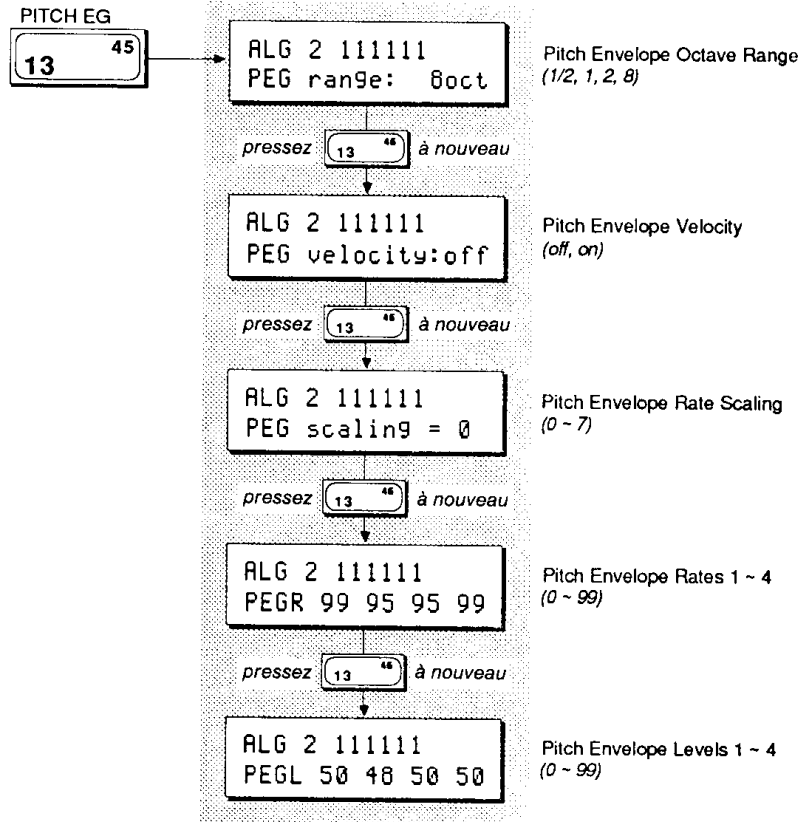 PITCH EG
13 45
ALG 2 111111
PEG range: 8oct
Pitch Envelope Octave Range
(1/2, 1, 2, 8)
pressez 13 45 à nouveau
ALG 2 111111
PEG velocity:off
Pitch Envelope Velocity
(off, on)
pressez 13 45 à nouveau
ALG 2 111111
PEG scaling = 0
Pitch Envelope Rate Scaling
(0 ~ 7)
pressez 13 45 à nouveau
ALG 2 111111
PEGR 99 95 95 99
Pitch Envelope Rates 1 ~ 4
(0 ~ 99)
pressez 13 45 à nouveau
ALG 2 111111
PEGL 50 48 50 50
Pitch Envelope Levels 1 ~ 4
(0 ~ 99)